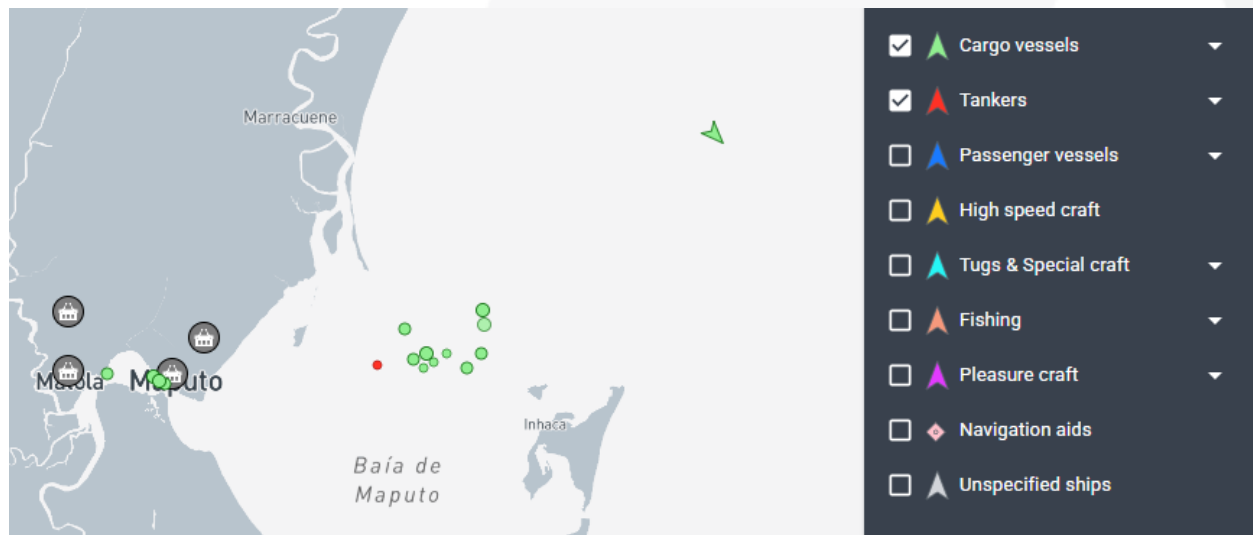 Marracuene
Matola
Maputo
Inhaca
Baía de
Maputo
Cargo vessels
Tankers
Passenger vessels
High speed craft
Tugs & Special craft
Fishing
Pleasure craft
Navigation aids
Unspecified ships